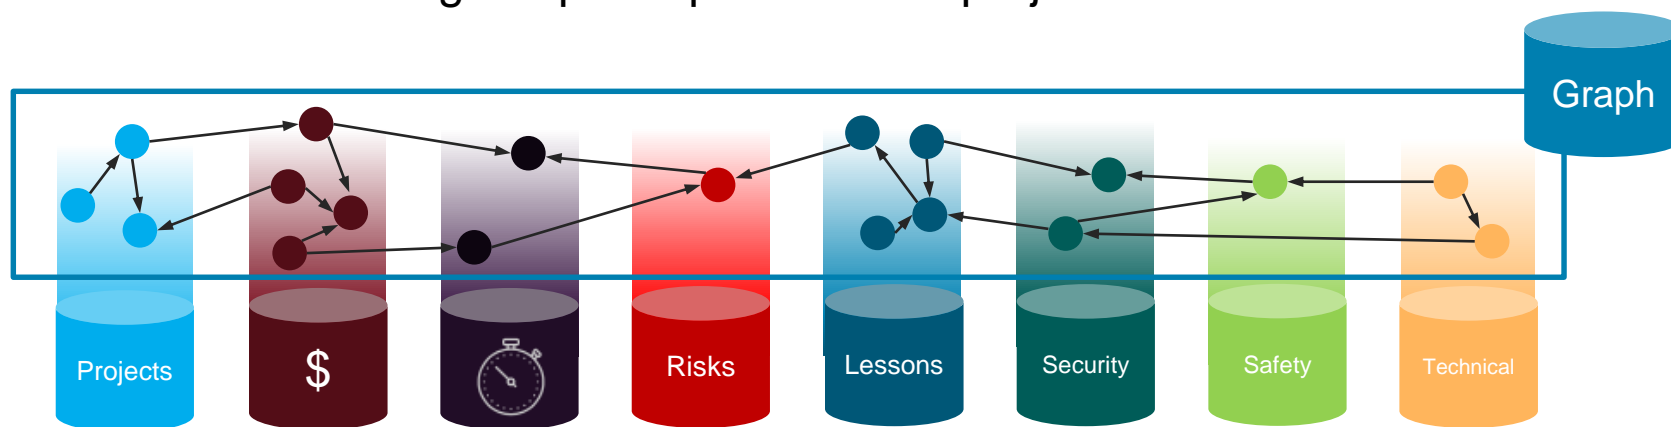 Graph
Projects
$
Risks
Lessons
Security
Safety
Technical